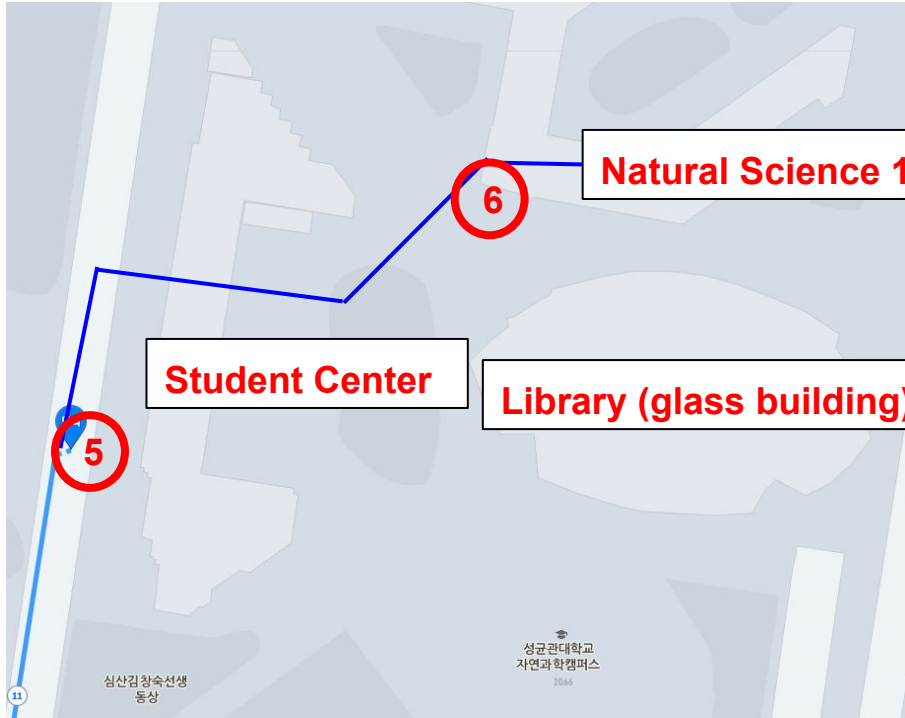 Natural Science 1
6
Student Center
Library (glass building)
5
성균관대학교
자연과학캠퍼스
2066
심산김창숙선생
동상
11